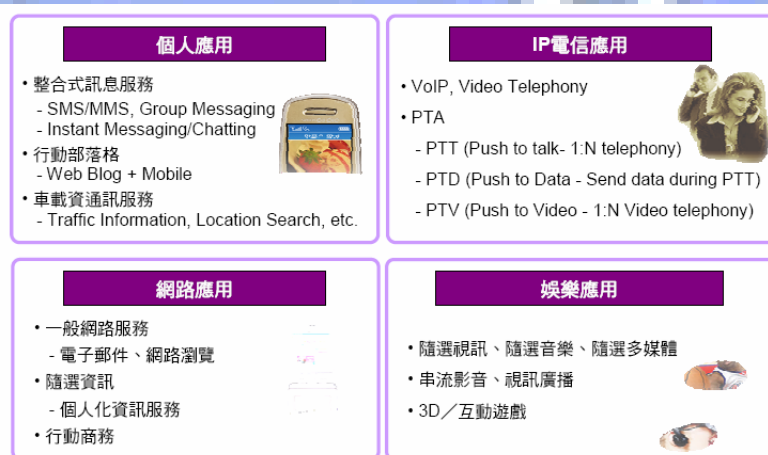 個人應用
• 整合式訊息服務
- SMS/MMS, Group Messaging
- Instant Messaging/Chatting
• 行動部落格
- Web Blog + Mobile
• 車載資通訊服務
- Traffic Information, Location Search, etc.
IP電信應用
• VoIP, Video Telephony
• PTA
- PTT (Push to talk- 1:N telephony)
- PTD (Push to Data - Send data during PTT)
- PTV (Push to Video - 1:N Video telephony)
網路應用
• 一般網路服務
- 電子郵件、網路瀏覽
• 隨選資訊
- 個人化資訊服務
• 行動商務
娛樂應用
• 隨選視訊、隨選音樂、隨選多媒體
• 串流影音、視訊廣播
• 3D／互動遊戲